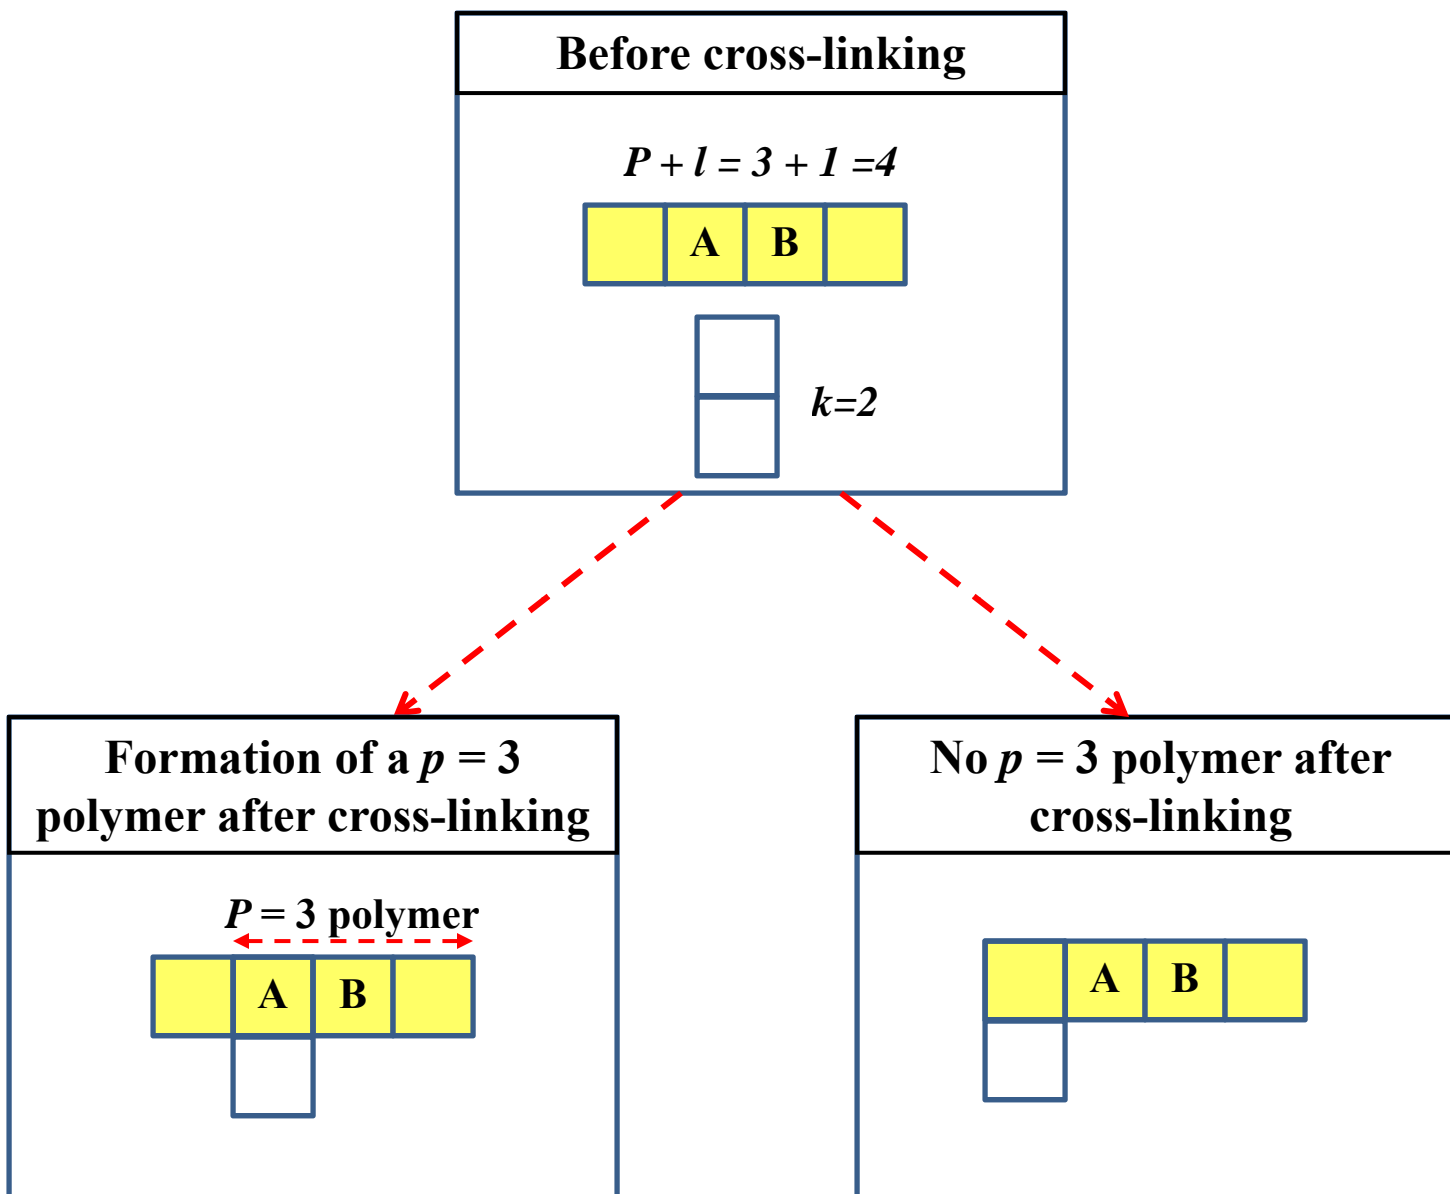 Before cross-linking
P + l = 3 + 1 =4
A B
k=2
Formation of a p = 3
polymer after cross-linking
No p = 3 polymer after
cross-linking
P = 3 polymer
A B
A B